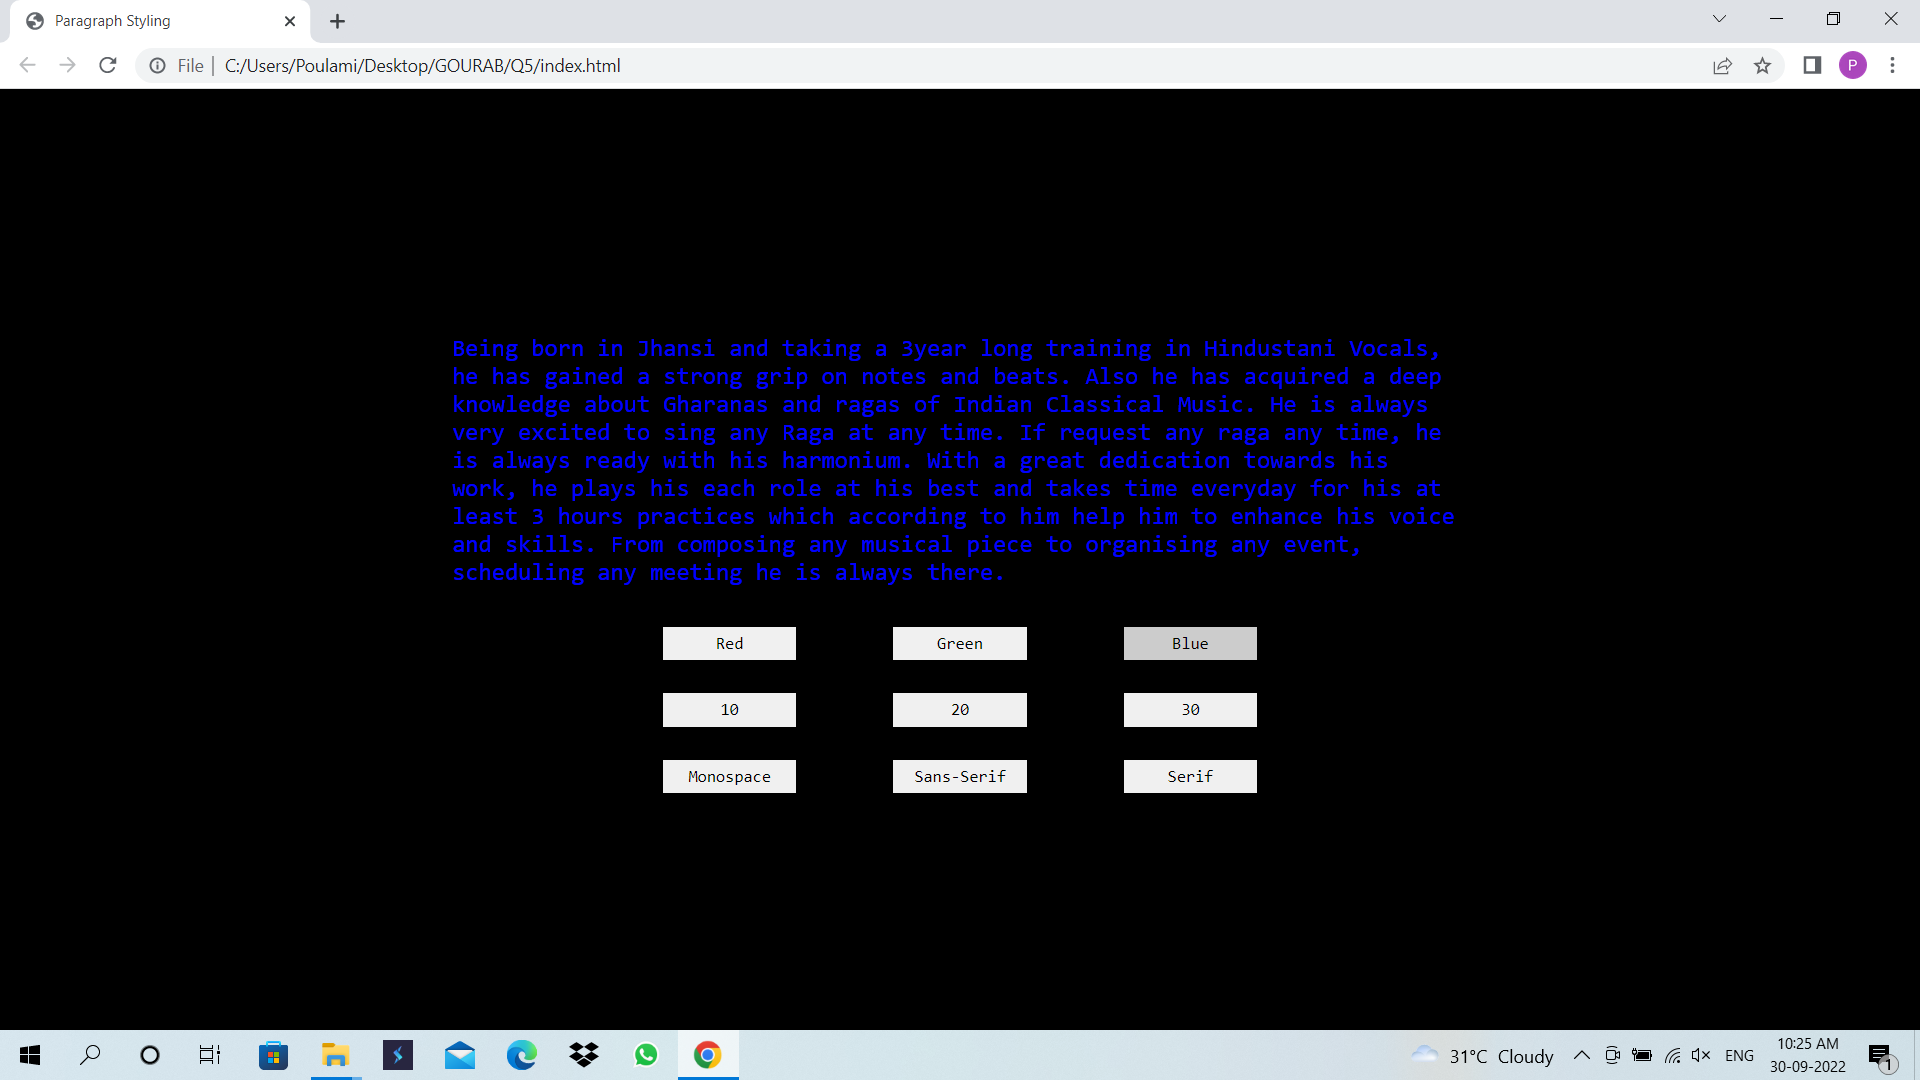 Paragraph Styling
File | C:/Users/Poulami/Desktop/GOURAB/Q5/index.html
P
Being born in Jhansi and taking a 3year long training in Hindustani Vocals,
he has gained a strong grip on notes and beats. Also he has acquired a deep
knowledge about Gharanas and ragas of Indian Classical Music. He is always
very excited to sing any Raga at any time. If request any raga any time, he
is always ready with his harmonium. With a great dedication towards his
work, he plays his each role at his best and takes time everyday for his at
least 3 hours practices which according to him help him to enhance his voice
and skills. From composing any musical piece to organising any event,
scheduling any meeting he is always there.
Red Green Blue
10 20 30
Monospace Sans-Serif Serif
31°C Cloudy
ENG
10:25 AM
30-09-2022
1